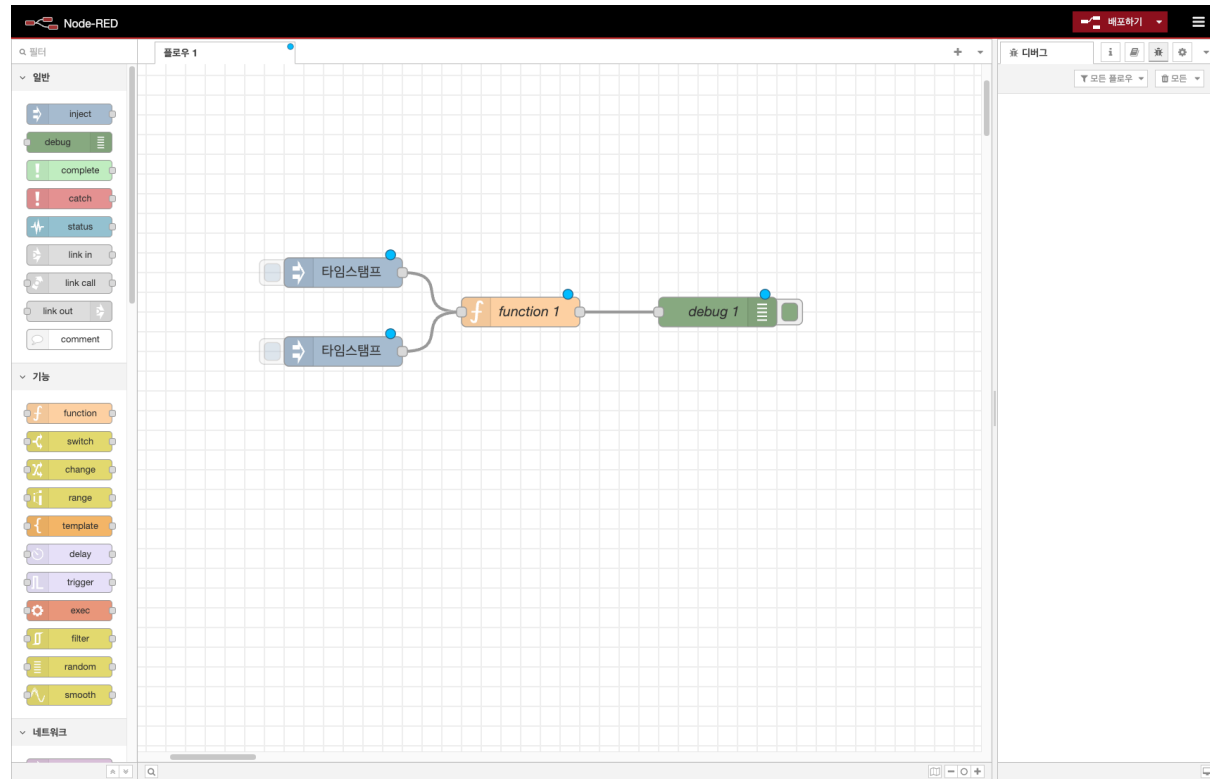 Node-RED
배포하기
필터
플로우 1
디버그
일반
모든 플로우
모든
inject
debug
complete
catch
status
link in
link call
link out
comment
타임스탬프
타임스탬프
function 1
debug 1
기능
function
switch
change
range
template
delay
trigger
exec
filter
random
smooth
네트워크